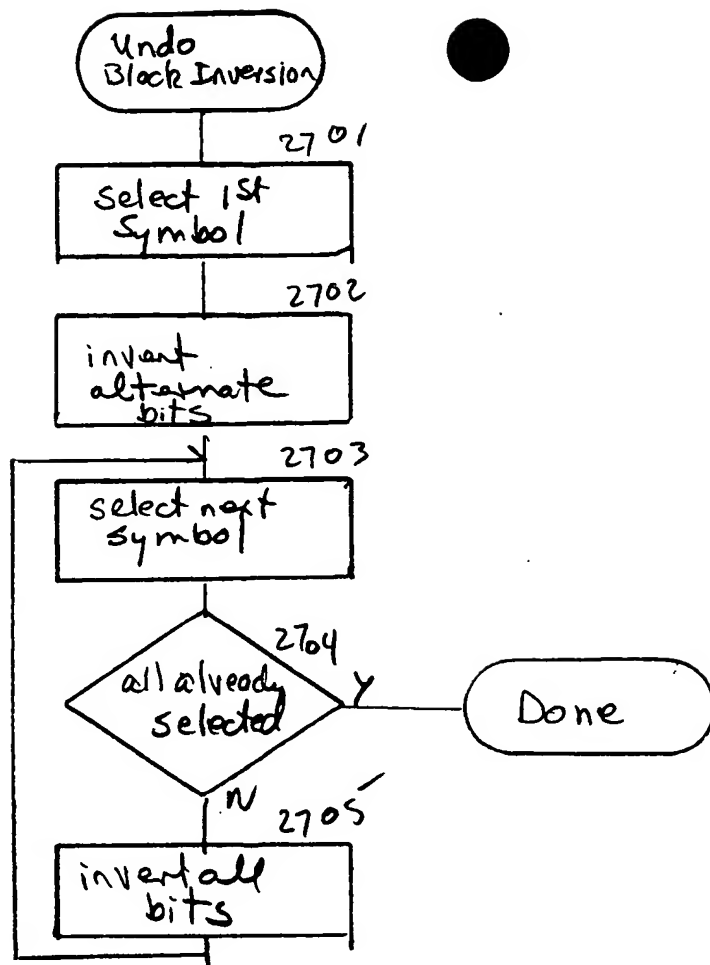 Undo
Block Inversion
2701
select 1st
symbol
2702
invert
alternate
bits
2703
select next
symbol
2704
all already
selected
Y
Done
N
2705
invert all
bits